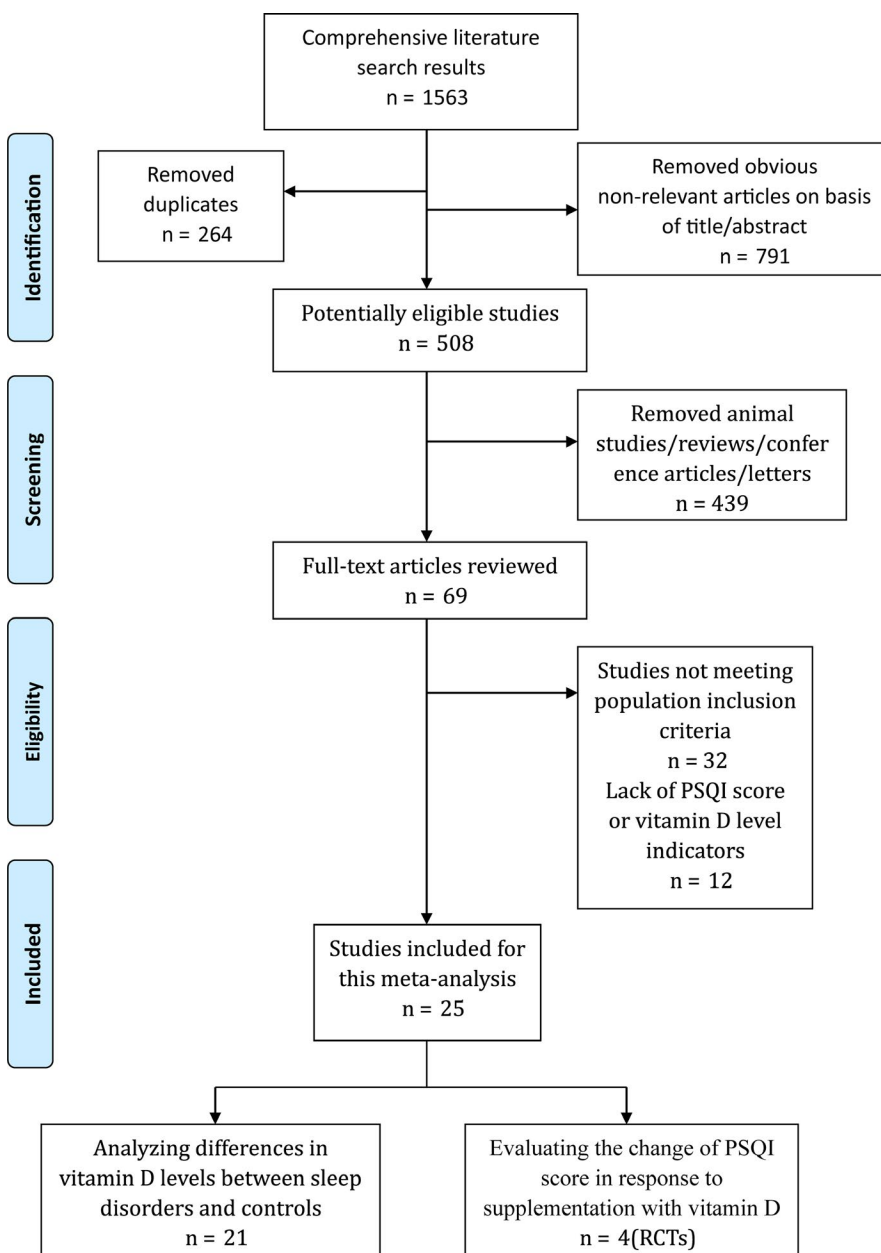 Comprehensive literature
search results
n = 1563
Identification
Removed
duplicates
n = 264
Removed obvious
non-relevant articles on basis
of title/abstract
n = 791
Potentially eligible studies
n = 508
Screening
Removed animal
studies/reviews/confer
ence articles/letters
n = 439
Full-text articles reviewed
n = 69
Eligibility
Studies not meeting
population inclusion
criteria
n = 32
Lack of PSQI score
or vitamin D level
indicators
n = 12
Included
Studies included for
this meta-analysis
n = 25
Analyzing differences in
vitamin D levels between sleep
disorders and controls
n = 21
Evaluating the change of PSQI
score in response to
supplementation with vitamin D
n = 4(RCTs)